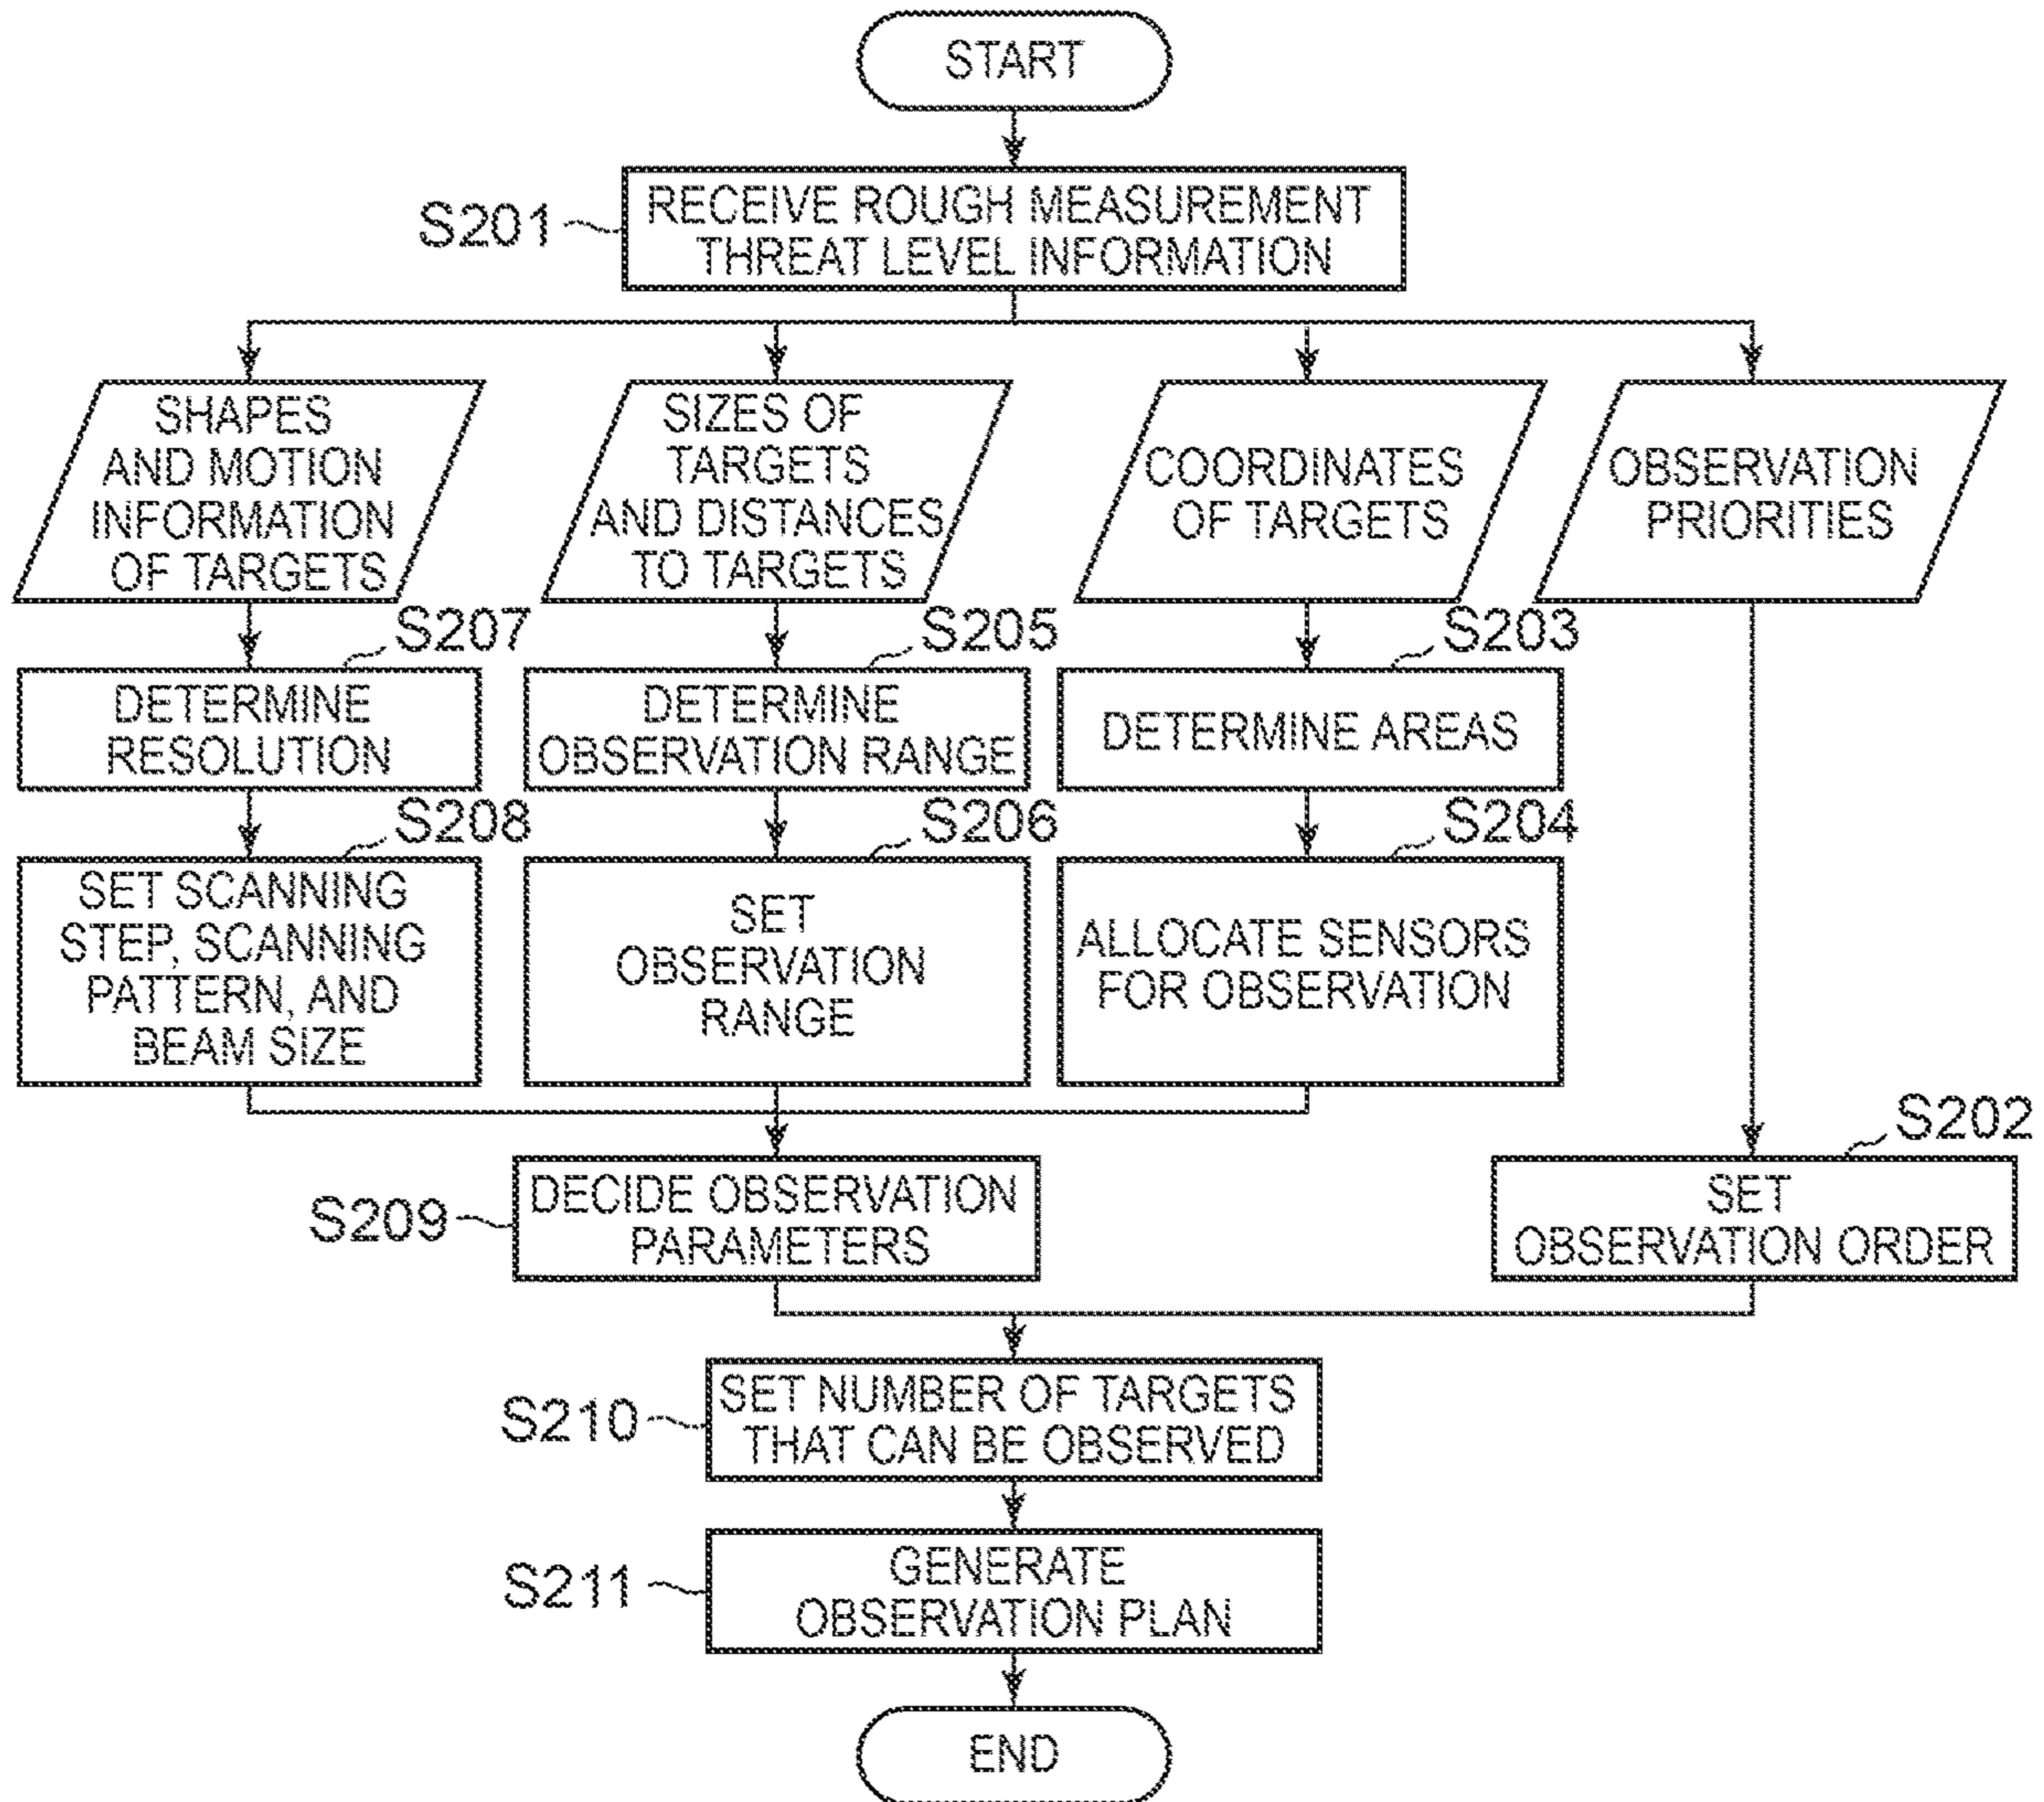 START
S201
RECEIVE ROUGH MEASUREMENT
THREAT LEVEL INFORMATION
SHAPES
AND MOTION
INFORMATION
OF TARGETS
SIZES OF
TARGETS
AND DISTANCES
TO TARGETS
COORDINATES
OF TARGETS
OBSERVATION
PRIORITIES
S207
DETERMINE
RESOLUTION
S205
DETERMINE
OBSERVATION RANGE
S203
DETERMINE AREAS
S208
SET SCANNING
STEP, SCANNING
PATTERN, AND
BEAM SIZE
S206
SET
OBSERVATION
RANGE
S204
ALLOCATE SENSORS
FOR OBSERVATION
S209
DECIDE OBSERVATION
PARAMETERS
S202
SET
OBSERVATION ORDER
S210
SET NUMBER OF TARGETS
THAT CAN BE OBSERVED
S211
GENERATE
OBSERVATION PLAN
END